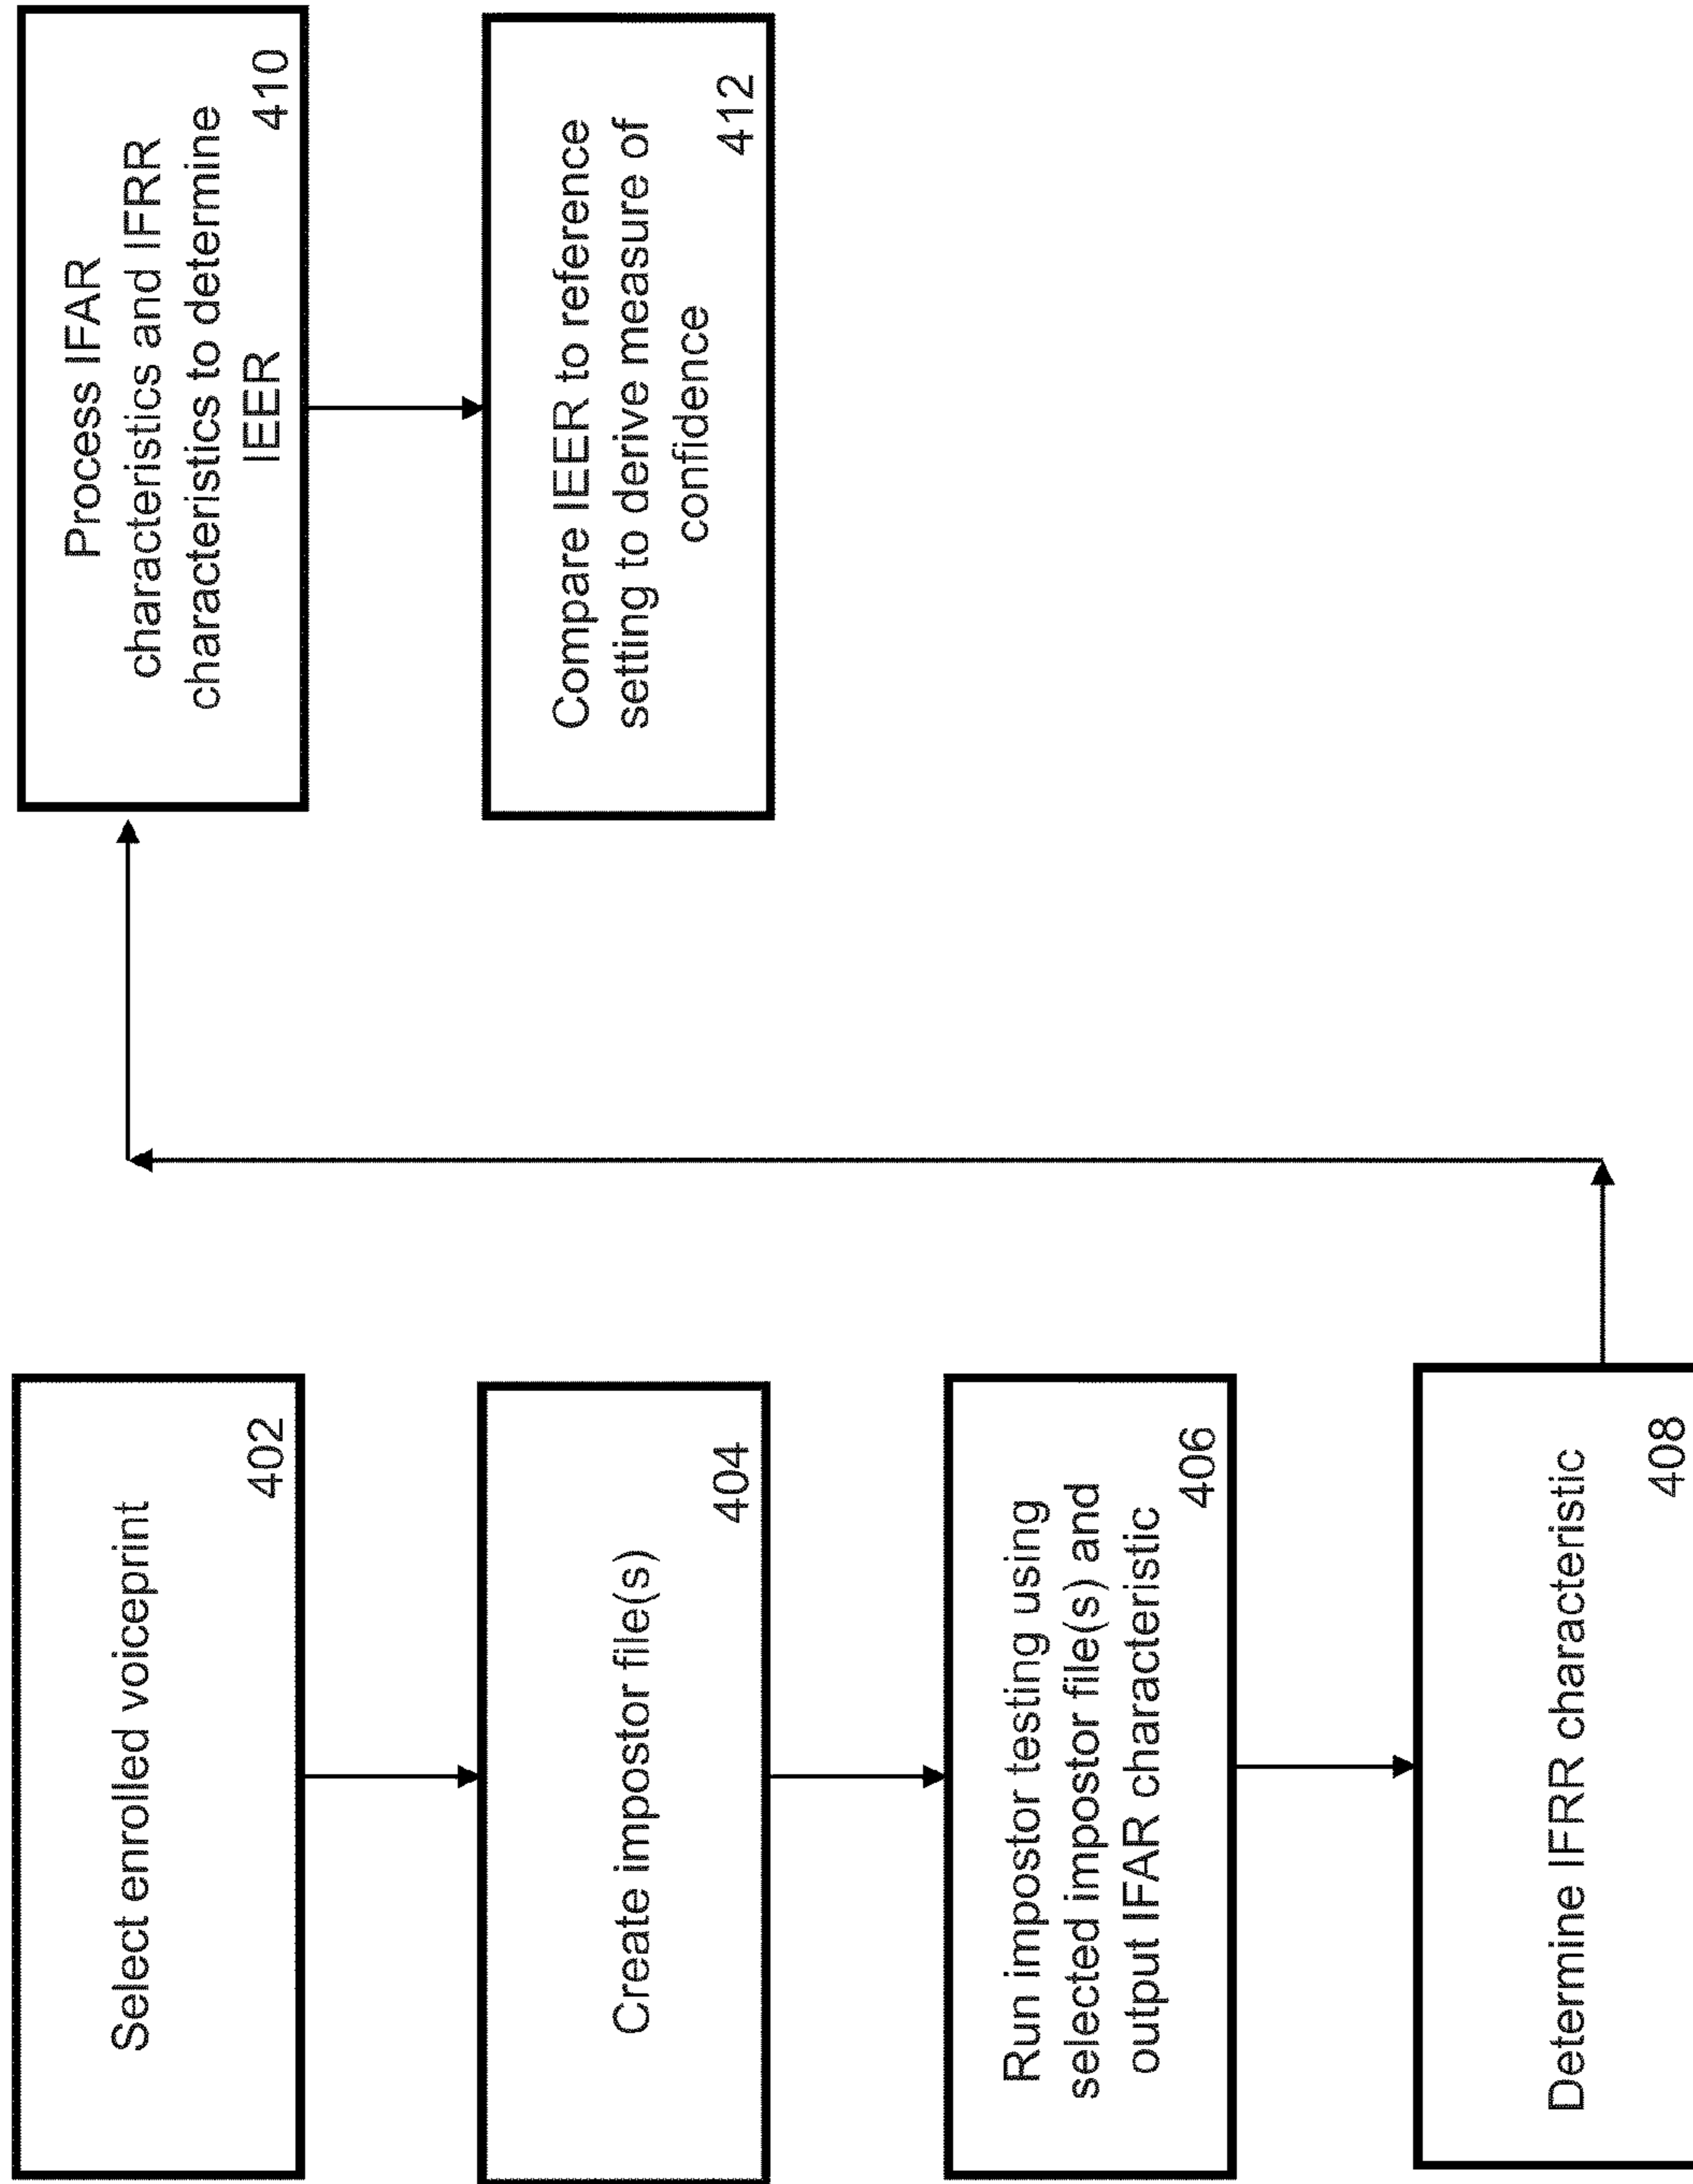 Select enrolled voiceprint
402
Create impostor file(s)
404
Run impostor testing using
selected impostor file(s) and
output IFAR characteristic
406
Determine IFRR characteristic
408
Process IFAR
characteristics and IFRR
characteristics to determine
IEER
410
Compare IEER to reference
setting to derive measure of
confidence
412